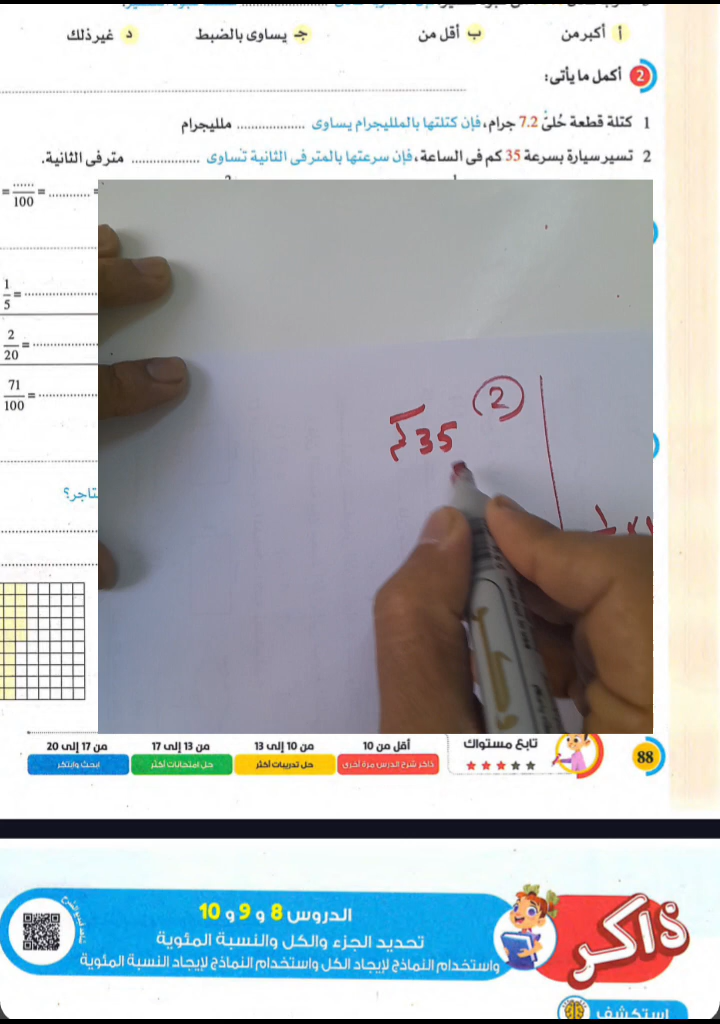 أ أكبر من ب أقل من جـ يساوى بالضبط د غير ذلك
2 أكمل ما يأتى:
1 كتلة قطعة حُلىّ 7.2 جرام، فإن كتلتها بالملليجرام يساوى .................. ملليجرام
2 تسير سيارة بسرعة 35 كم فى الساعة، فإن سرعتها بالمتر فى الثانية تساوى .................. متر فى الثانية.
= ......../100 = ............ =
1/5 = ..................
2/20 = ..................
71/100 = ..................
2
35 كم
تاجر؟
88
تابع مستواك
أقل من 10
ذاكر شرح الدرس مرة أخرى
من 10 إلى 13
حل تدريبات أكثر
من 13 إلى 17
حل امتحانات أكثر
من 17 إلى 20
ابحث وابتكر
ذاكر
الدروس 8 و 9 و 10
تحديد الجزء والكل والنسبة المئوية
واستخدام النماذج لإيجاد الكل واستخدام النماذج لإيجاد النسبة المئوية
استكشف